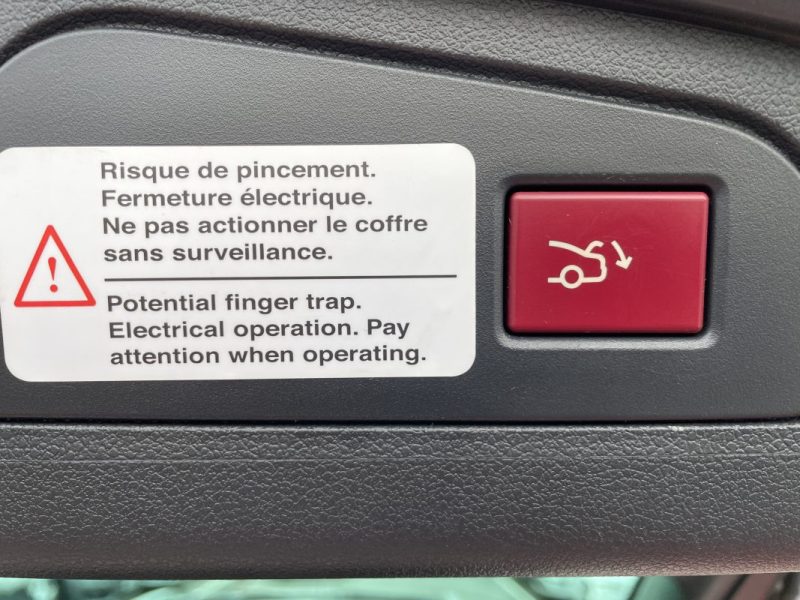 Risque de pincement.
Fermeture électrique.
Ne pas actionner le coffre
sans surveillance.
Potential finger trap.
Electrical operation. Pay
attention when operating.